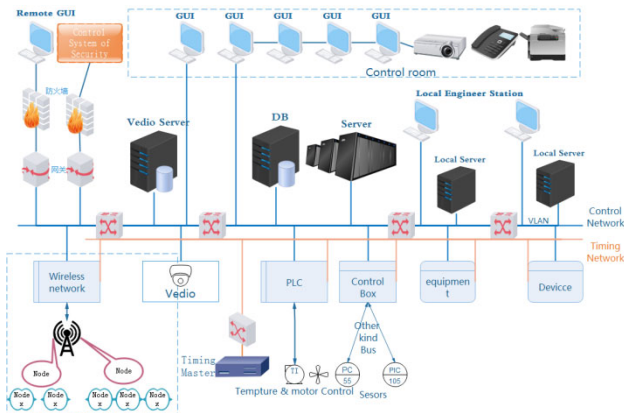 Remote GUI
Control
System of
Security
GUI
GUI
GUI
GUI
GUI
Control room
防火墙
Local Engineer Station
Vedio Server
DB
Server
Local Server
Local Server
网关
VLAN
Control
Network
Timing
Network
Wireless
network
Vedio
PLC
Control
Box
equipmen
t
Devicce
Other
kind
Bus
Node
Node
Timing
Master
TI
PC
55
PIC
105
Tempture & motor Control
Sesors
Node
x
Node
x
Node
x
Node
x
Node
x